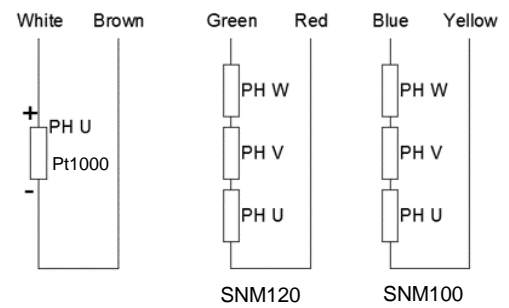 White Brown Green Red Blue Yellow
PH W PH W
+
PH U
PH V PH V
Pt1000
-
PH U PH U
SNM120 SNM100